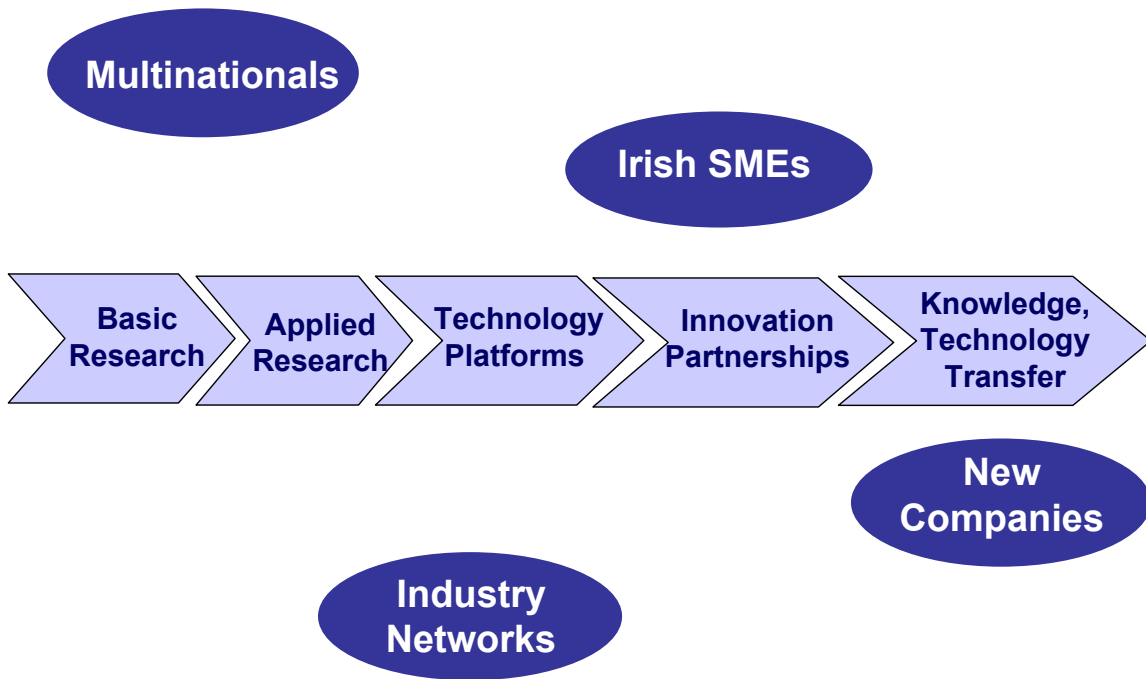 Multinationals
Irish SMEs
Basic
Research
Applied
Research
Technology
Platforms
Innovation
Partnerships
Knowledge,
Technology
Transfer
New
Companies
Industry
Networks